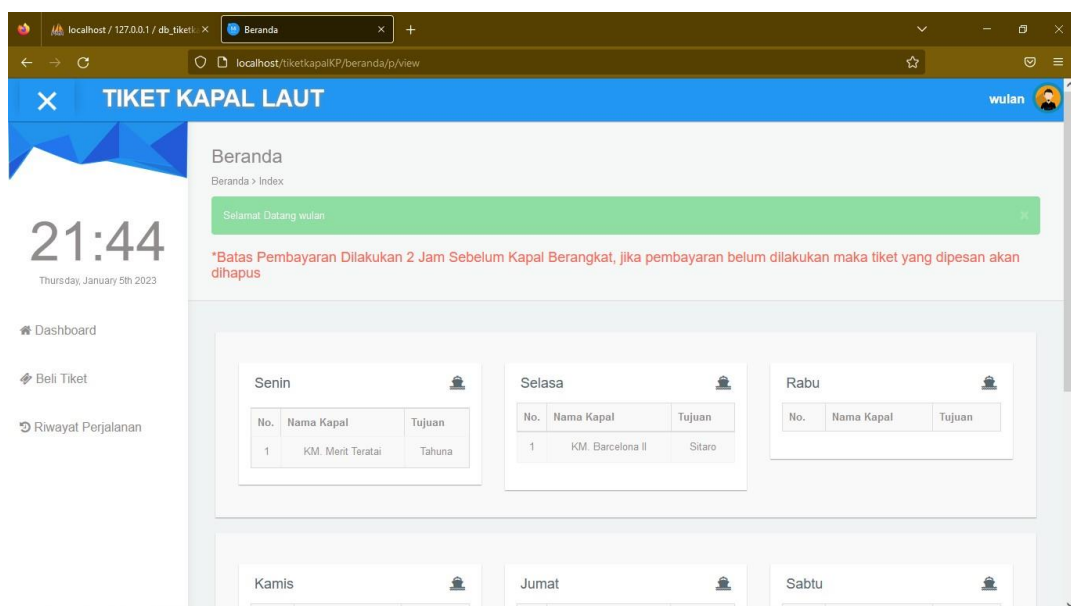 localhost / 127.0.0.1 / db_tiketk
Beranda
localhost/tiketkapalKP/beranda/p/view
TIKET KAPAL LAUT
wulan
21:44
Thursday, January 5th 2023
Dashboard
Beli Tiket
Riwayat Perjalanan
Beranda
Beranda > Index
Selamat Datang wulan
*Batas Pembayaran Dilakukan 2 Jam Sebelum Kapal Berangkat, jika pembayaran belum dilakukan maka tiket yang dipesan akan
dihapus
Senin
No. Nama Kapal Tujuan
1 KM. Merit Teratai Tahuna
Selasa
No. Nama Kapal Tujuan
1 KM. Barcelona II Sitaro
Rabu
No. Nama Kapal Tujuan
Kamis
Jumat
Sabtu